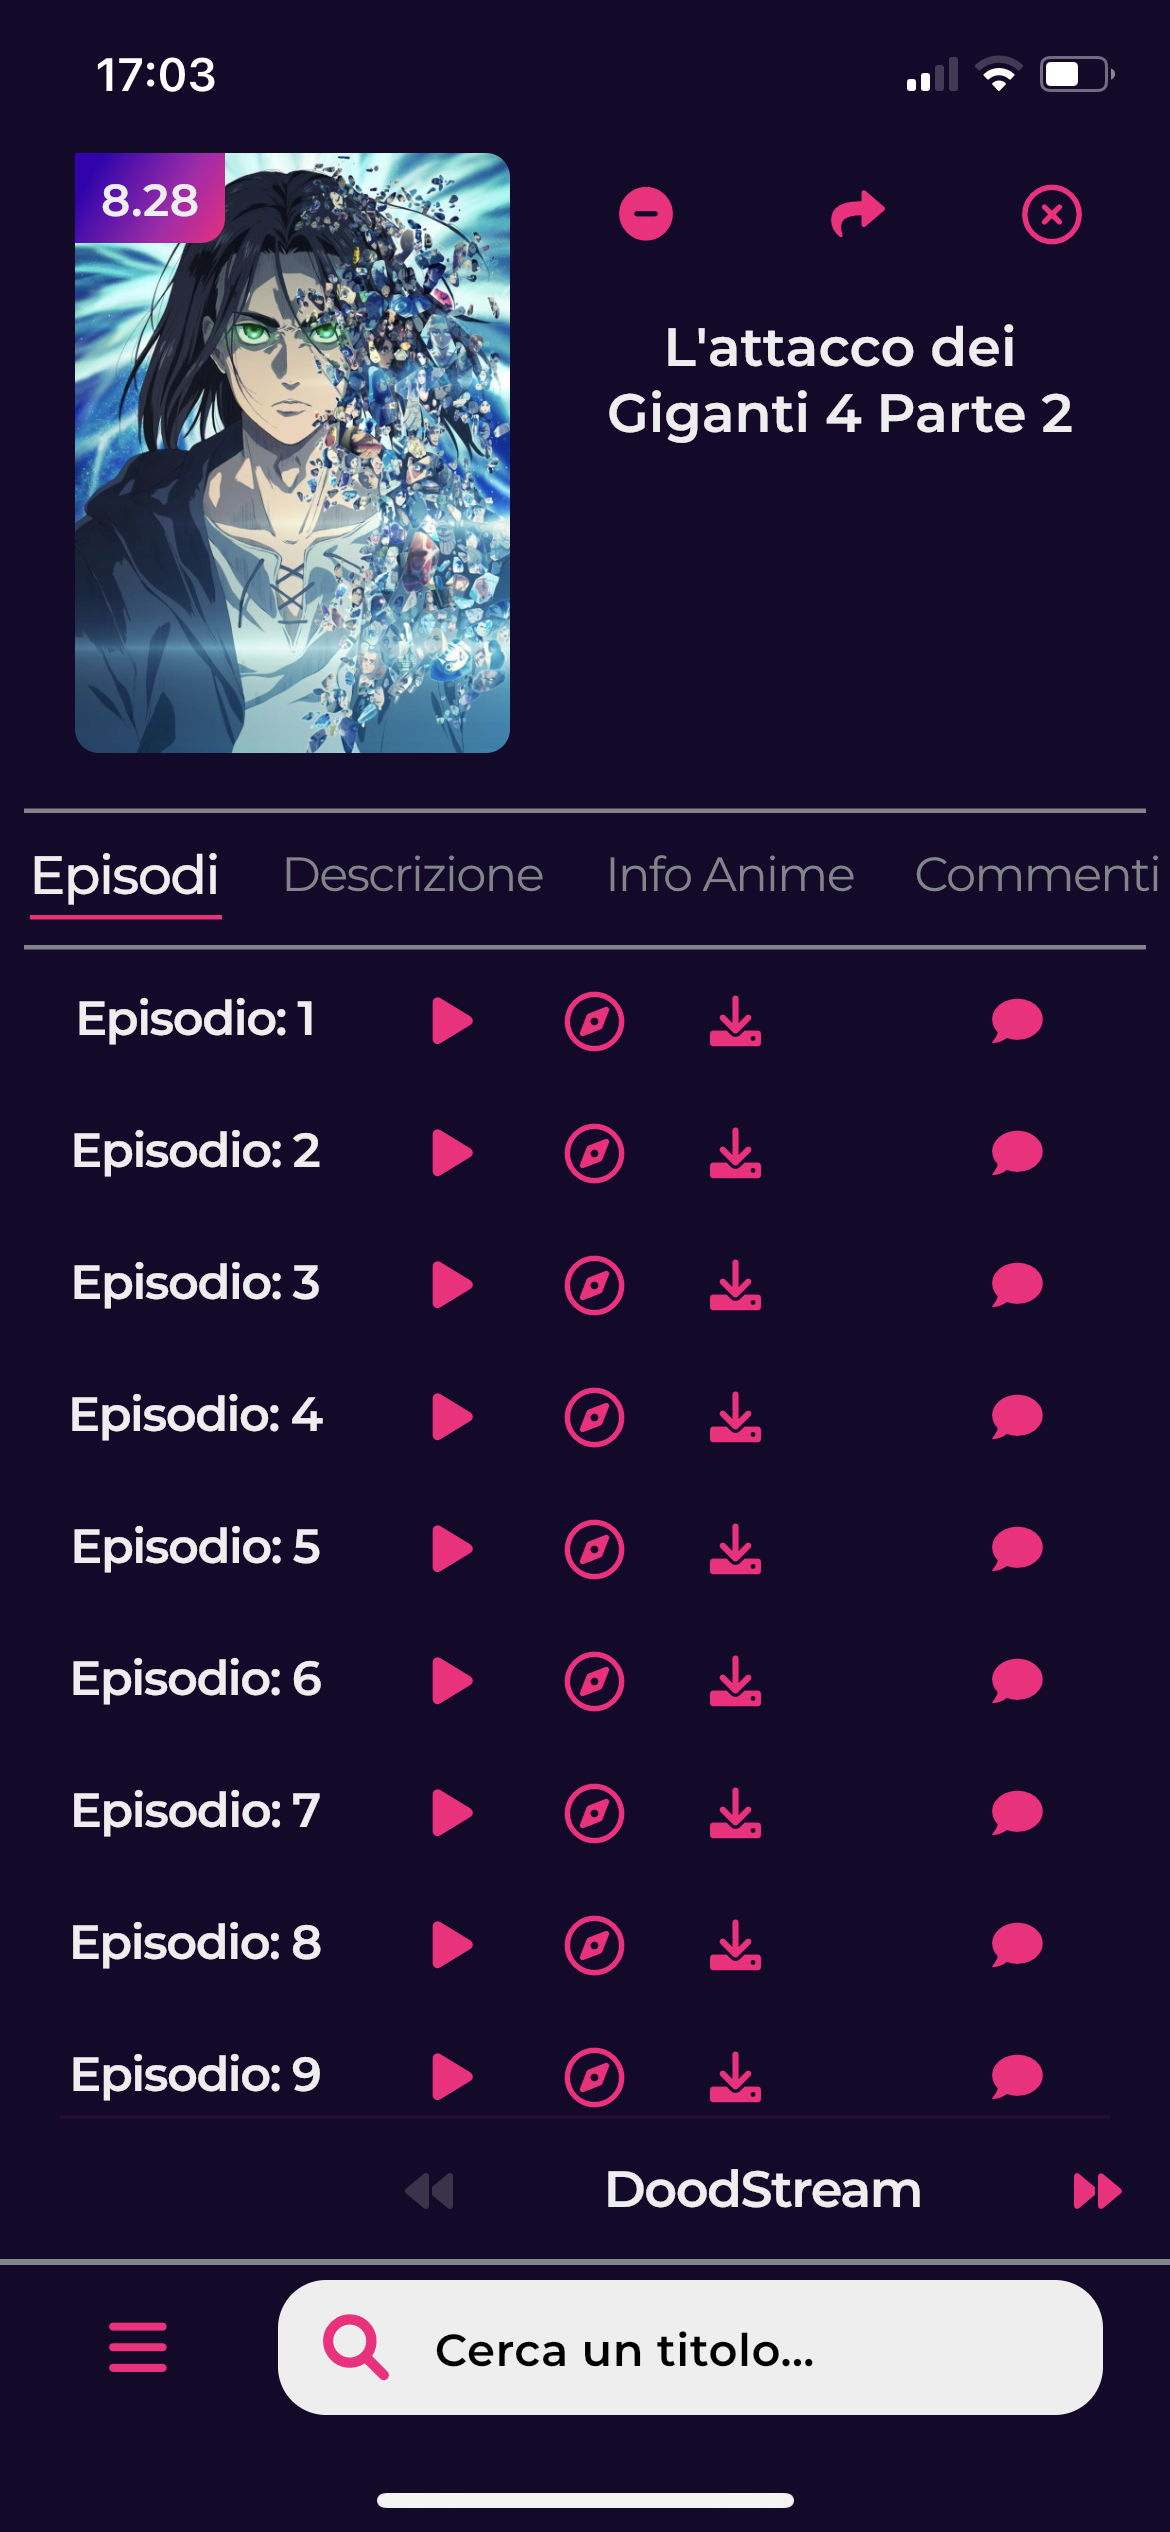 17:03
8.28
L'attacco dei
Giganti 4 Parte 2
Episodi Descrizione Info Anime Commenti
Episodio: 1
Episodio: 2
Episodio: 3
Episodio: 4
Episodio: 5
Episodio: 6
Episodio: 7
Episodio: 8
Episodio: 9
DoodStream
Cerca un titolo...